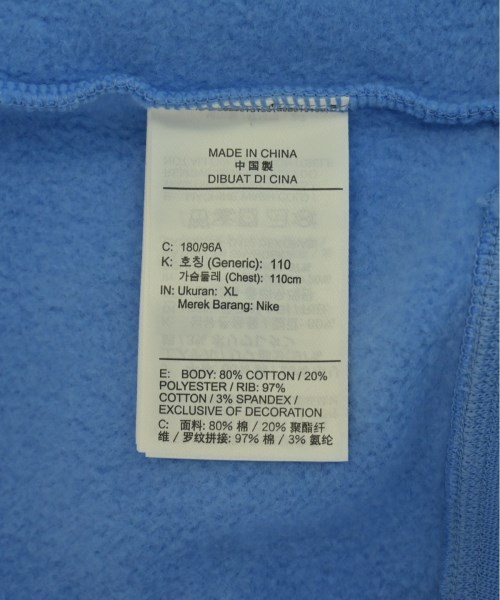 MADE IN CHINA
中国製
DIBUAT DI CINA
C: 180/96A
K: 호칭 (Generic): 110
가슴둘레 (Chest): 110cm
IN: Ukuran: XL
Merek Barang: Nike
E: BODY: 80% COTTON / 20%
POLYESTER / RIB: 97%
COTTON / 3% SPANDEX /
EXCLUSIVE OF DECORATION
C: 面料: 80% 棉 / 20% 聚酯纤
维 / 罗纹拼接: 97% 棉 / 3% 氨纶